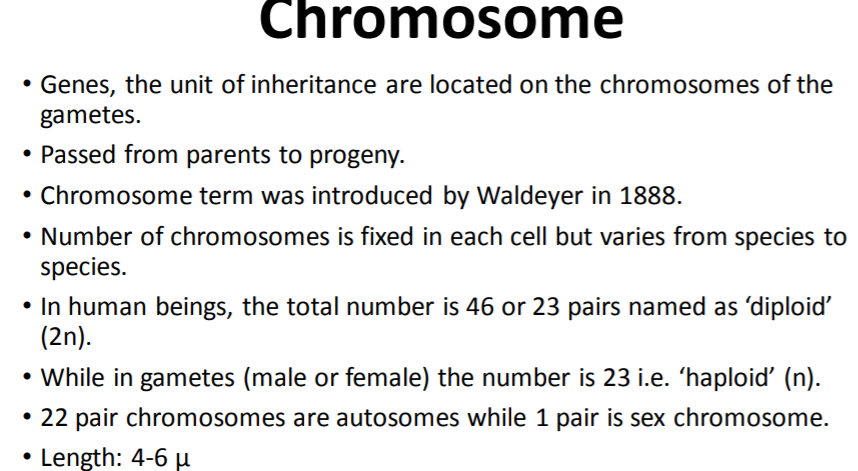 Chromosome
• Genes, the unit of inheritance are located on the chromosomes of the
gametes.
• Passed from parents to progeny.
• Chromosome term was introduced by Waldeyer in 1888.
• Number of chromosomes is fixed in each cell but varies from species to
species.
• In human beings, the total number is 46 or 23 pairs named as ‘diploid’
(2n).
• While in gametes (male or female) the number is 23 i.e. ‘haploid’ (n).
• 22 pair chromosomes are autosomes while 1 pair is sex chromosome.
• Length: 4-6 μ